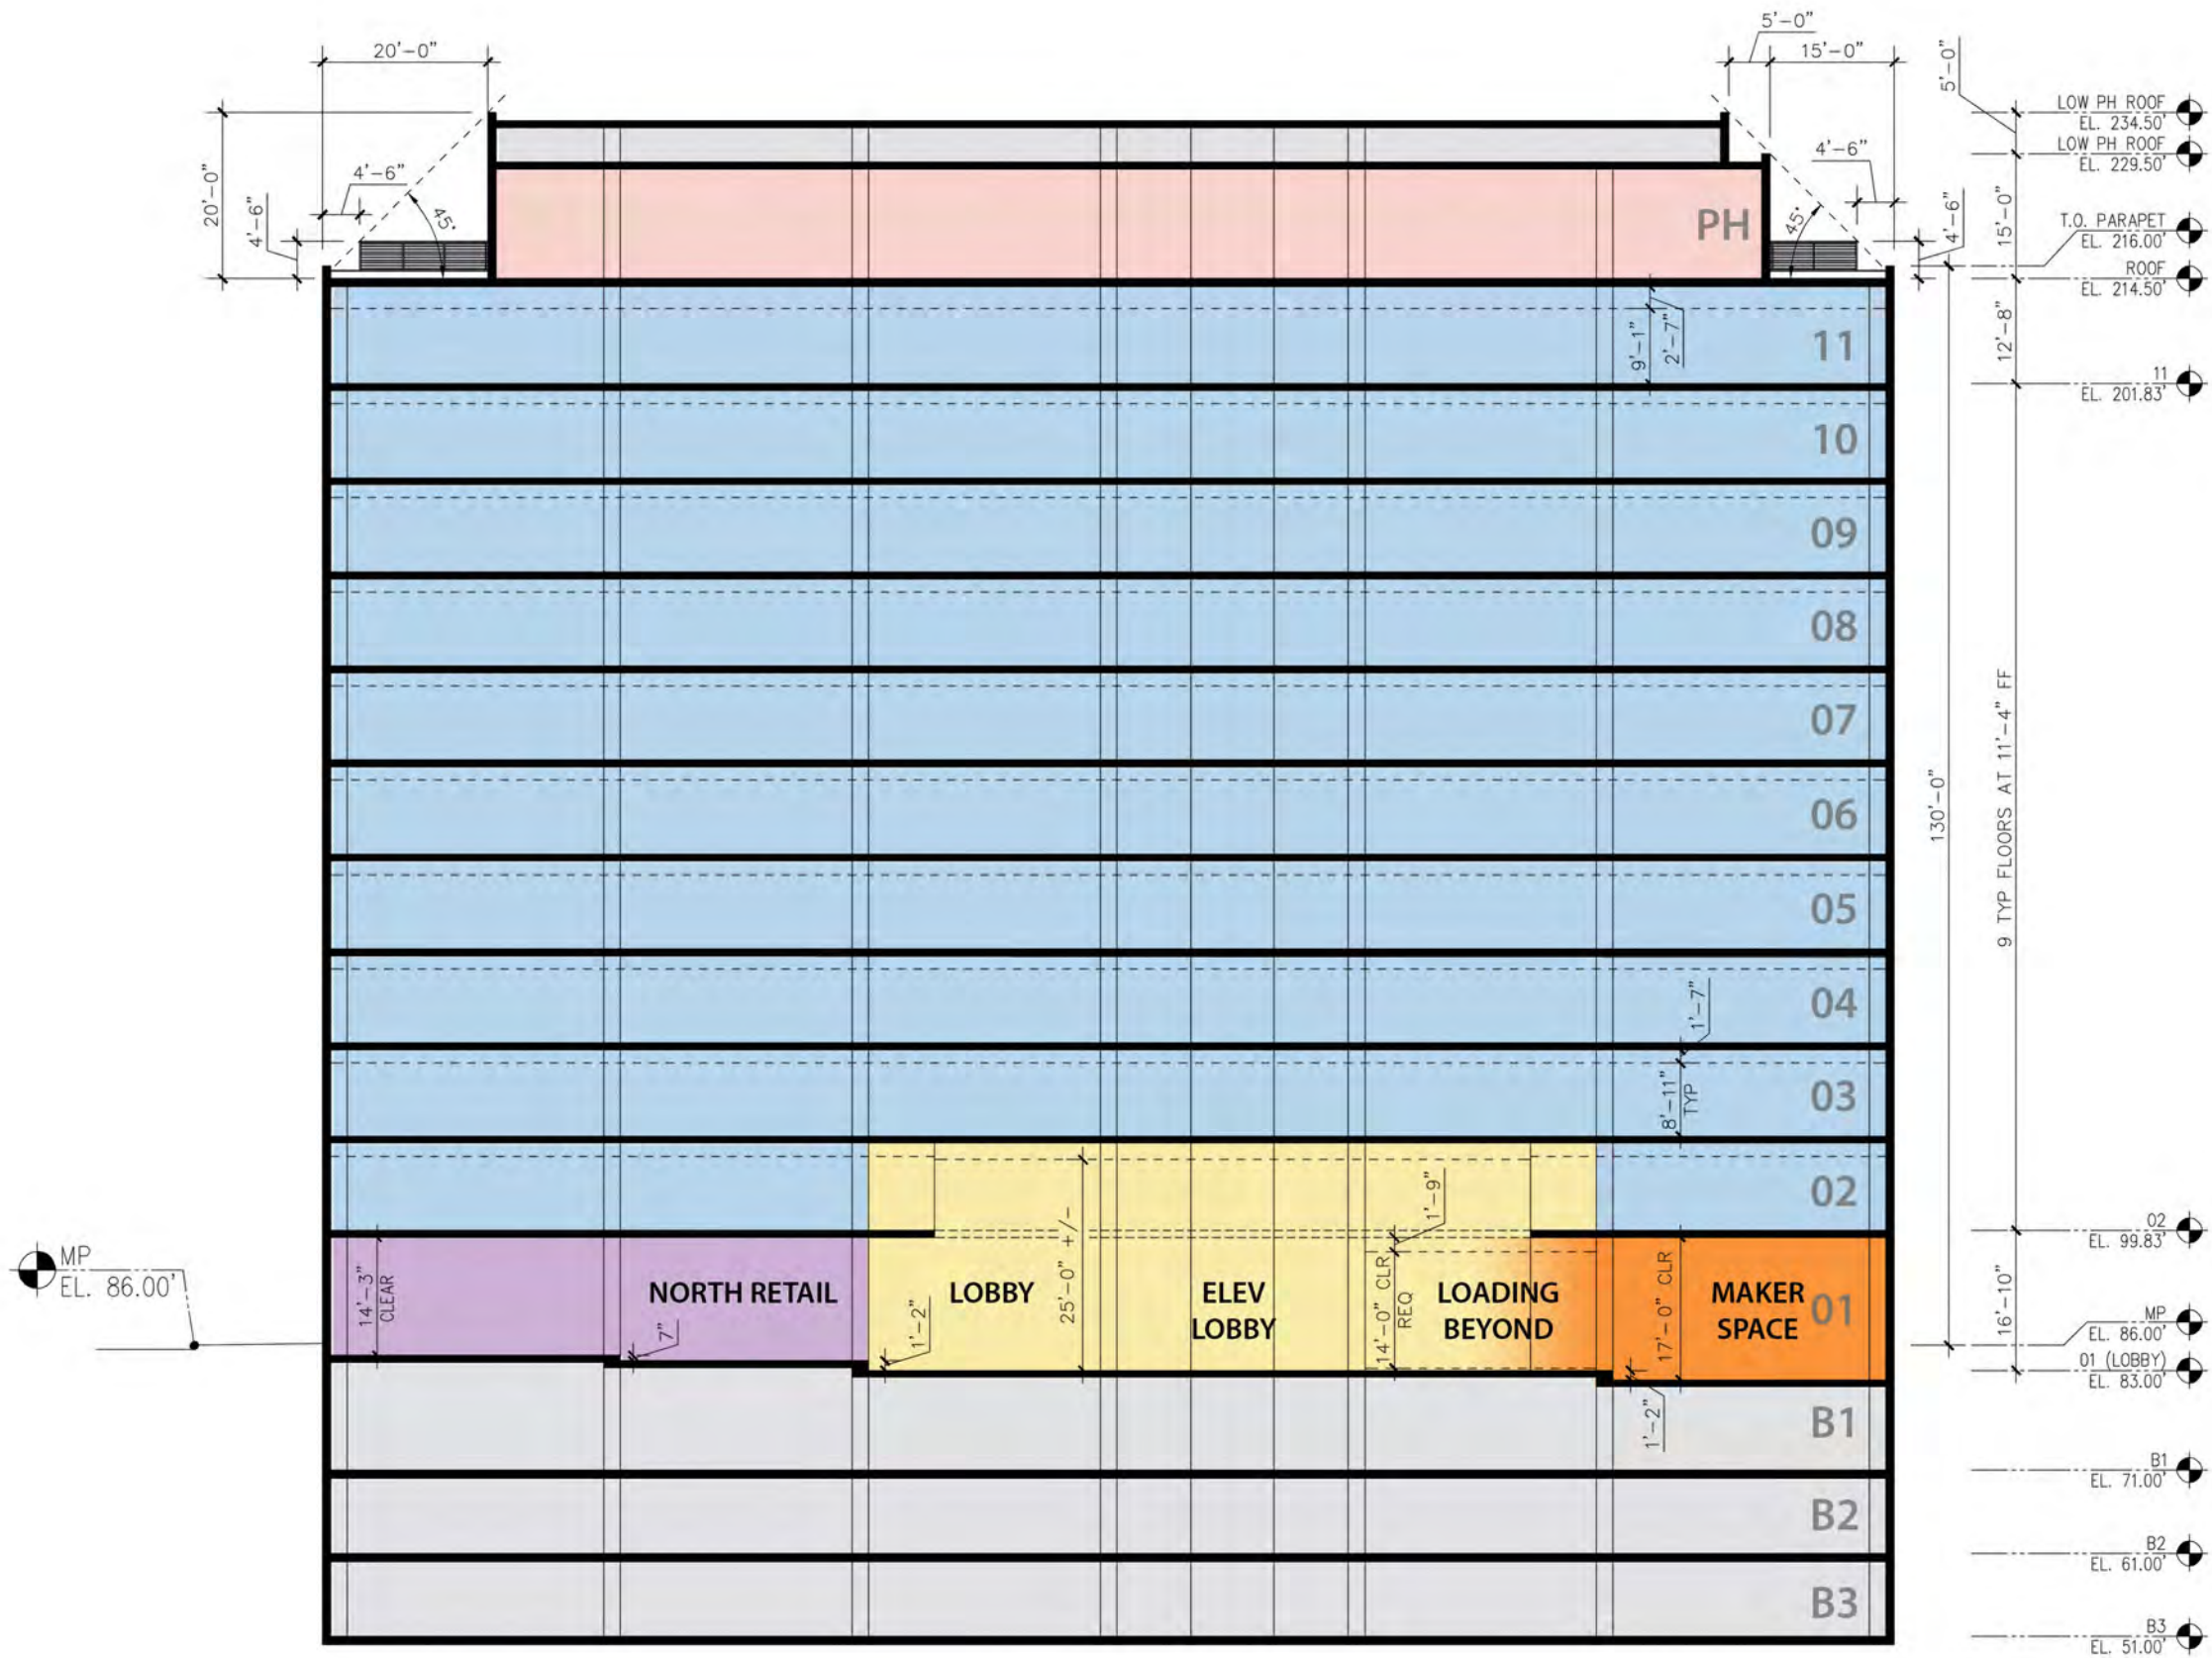 5'-0"
20'-0"
15'-0"
5'-0"
LOW PH ROOF
EL. 234.50'
LOW PH ROOF
EL. 229.50'
20'-0"
4'-6"
4'-6"
45°
PH
45°
4'-6"
4'-6"
15'-0"
T.O. PARAPET
EL. 216.00'
ROOF
EL. 214.50'
9'-1"
2'-7"
11
12'-8"
11
EL. 201.83'
10
09
08
07
9 TYP FLOORS AT 11'-4" FF
130'-0"
06
05
04
1'-7"
8'-11"
TYP
03
02
02
EL. 99.83'
MP
EL. 86.00'
14'-3"
CLEAR
NORTH RETAIL
7"
1'-2"
LOBBY
25'-0" +/-
ELEV
LOBBY
1'-9"
14'-0" CLR
REQ
LOADING
BEYOND
17'-0" CLR
MAKER
SPACE
01
1'-2"
16'-10"
MP
EL. 86.00'
01 (LOBBY)
EL. 83.00'
B1
B1
EL. 71.00'
B2
B2
EL. 61.00'
B3
B3
EL. 51.00'